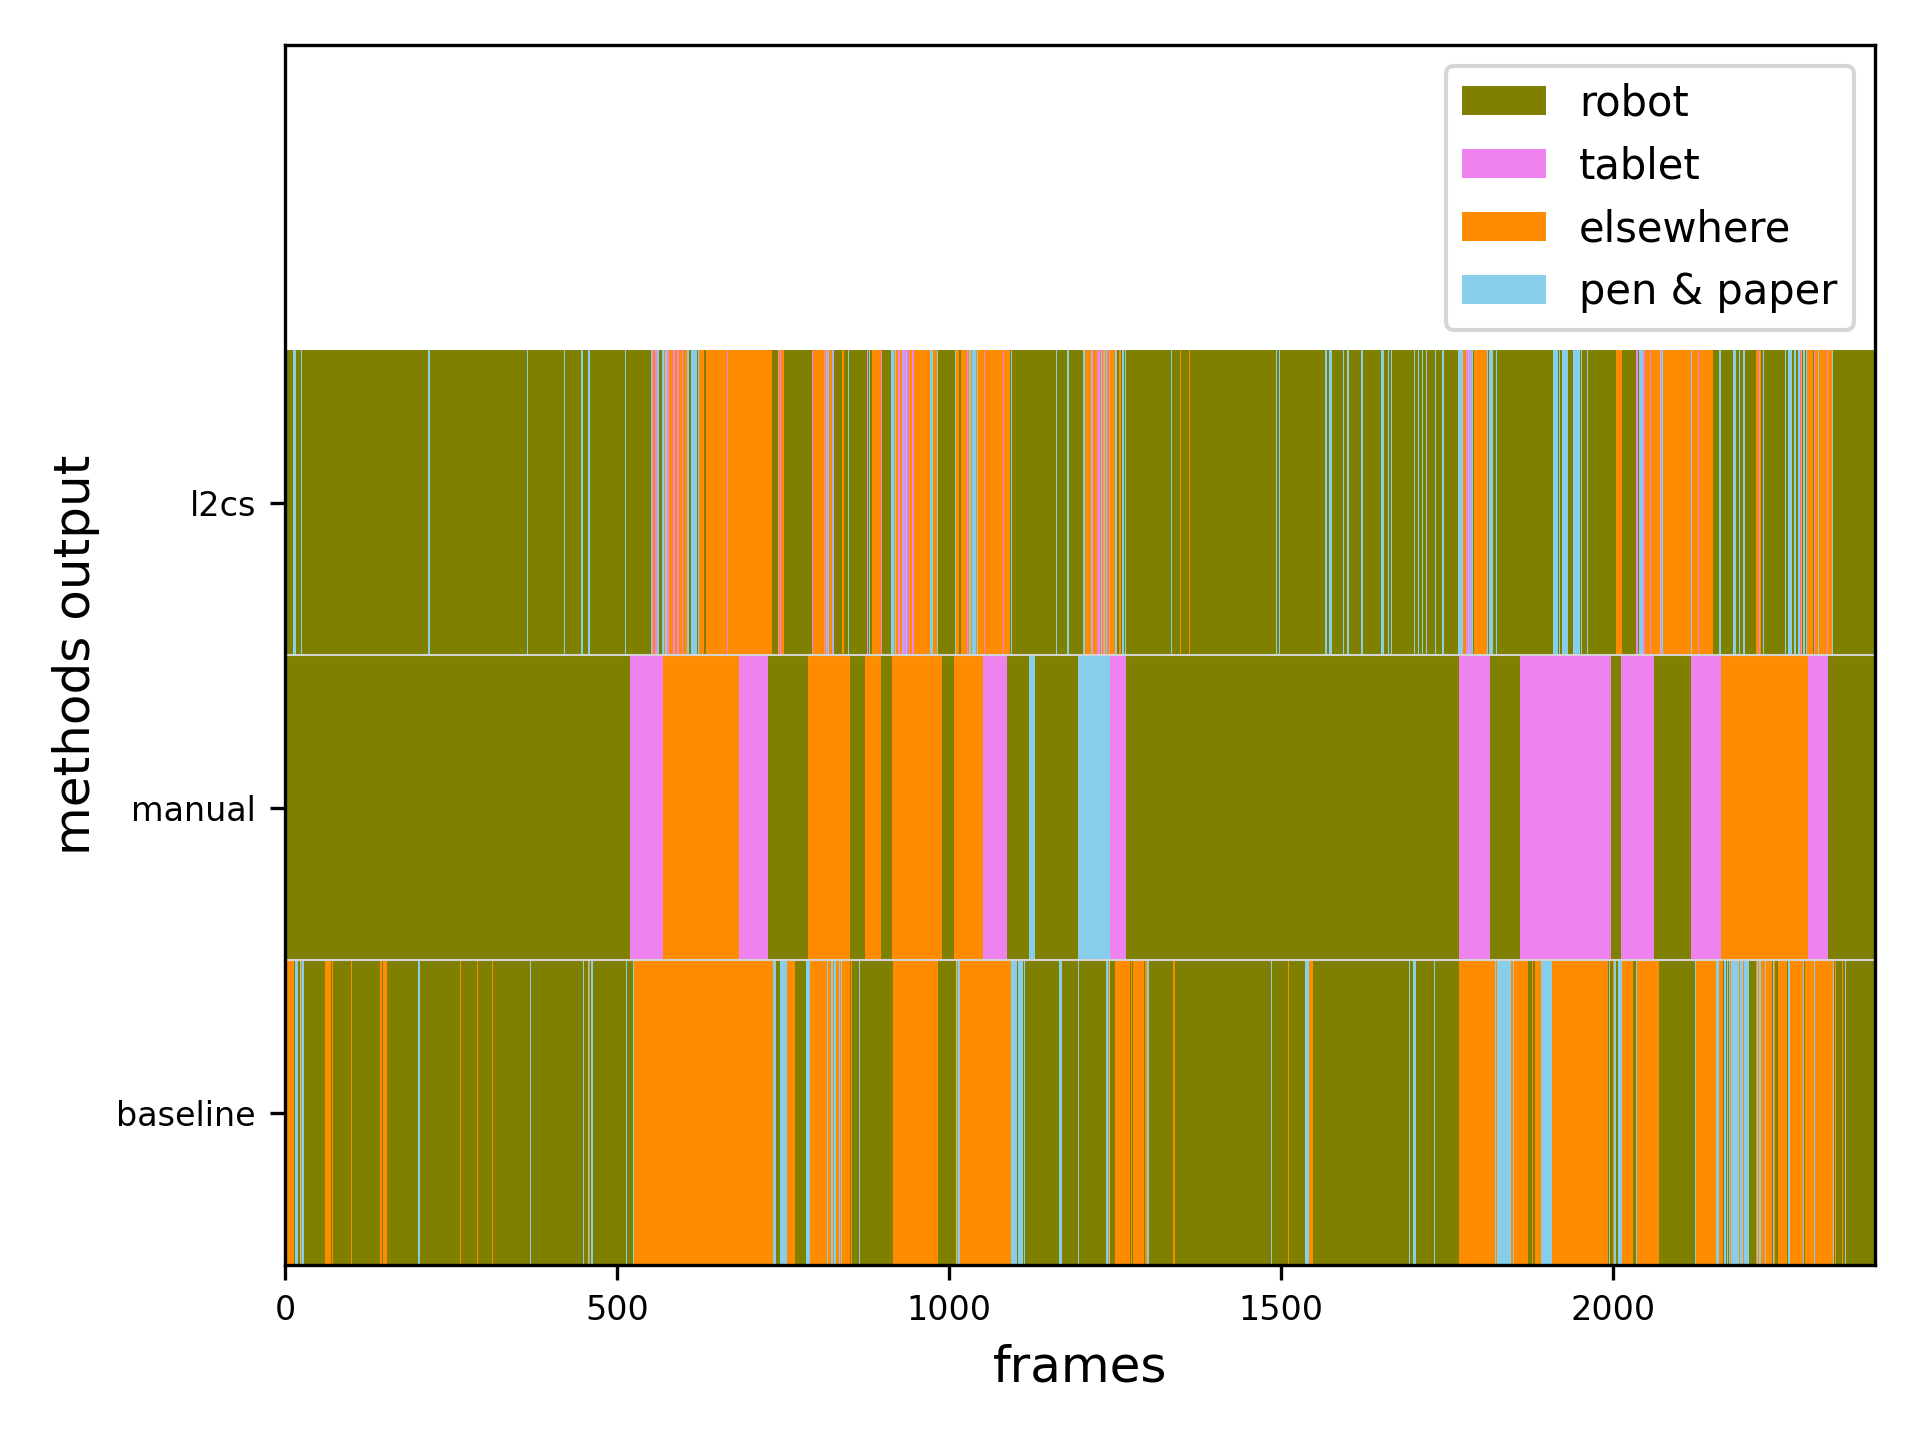 robot
tablet
elsewhere
pen & paper
methods output
l2cs
manual
baseline
0 500 1000 1500 2000
frames